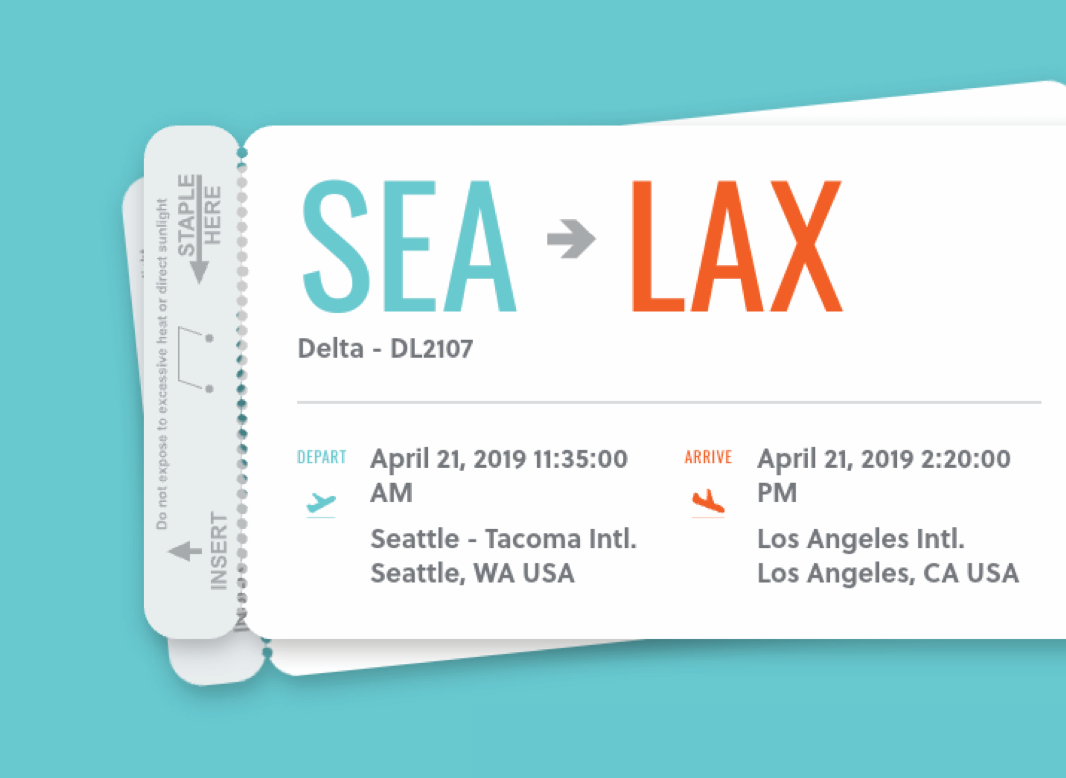 STAPLE
HERE
Do not expose to excessive heat or direct sunlight
INSERT
SEA LAX
Delta - DL2107
DEPART
April 21, 2019 11:35:00
AM
Seattle - Tacoma Intl.
Seattle, WA USA
ARRIVE
April 21, 2019 2:20:00
PM
Los Angeles Intl.
Los Angeles, CA USA